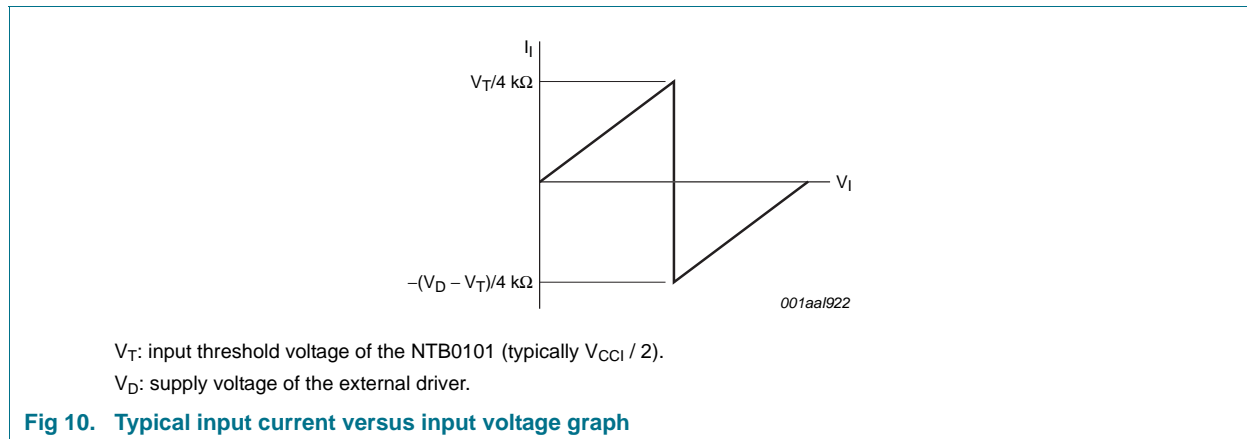 I_I
V_T/4 kΩ
V_I
−(V_D − V_T)/4 kΩ
001aal922
V_T: input threshold voltage of the NTB0101 (typically V_CCI / 2).
V_D: supply voltage of the external driver.
Fig 10. Typical input current versus input voltage graph